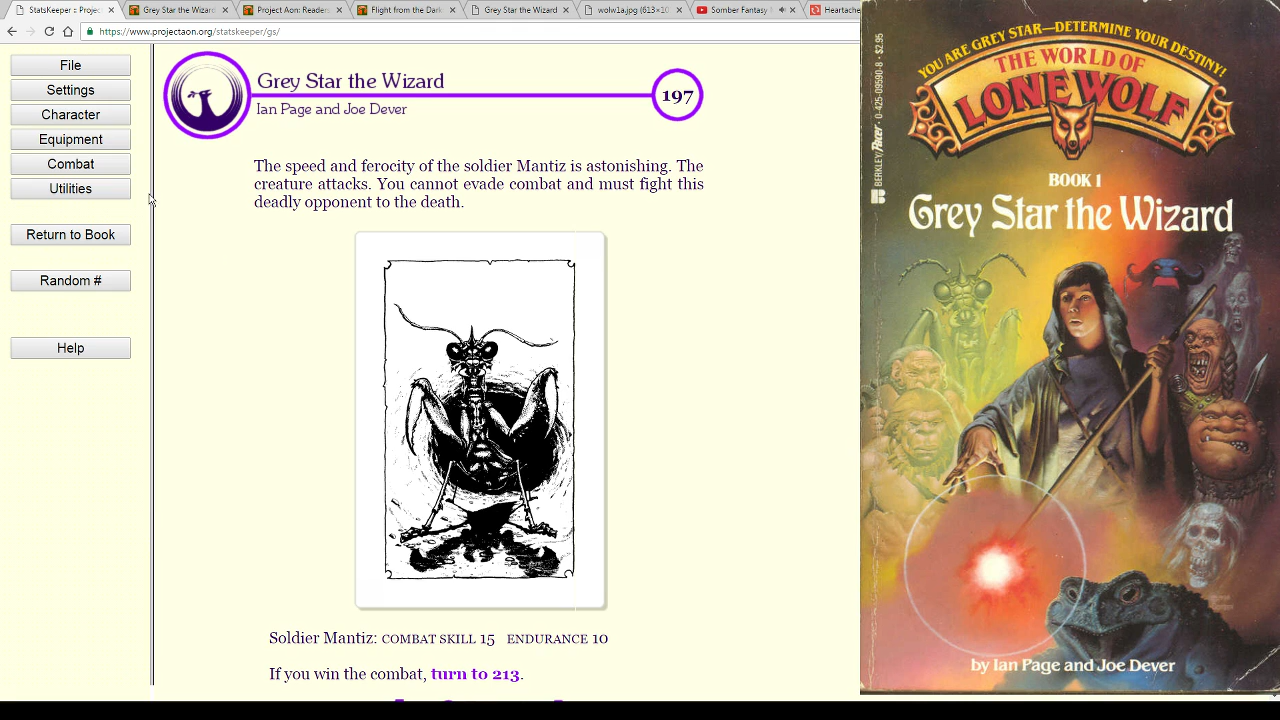 StatsKeeper :: Proje
Grey Star the Wizard
Project Aon: Readers
Flight from the Dark
Grey Star the Wizard
wolw1a.jpg (613×10
Somber Fantasy M
Heartache
https://www.projectaon.org/statskeeper/gs/
File
Settings
Character
Equipment
Combat
Utilities
Return to Book
Random #
Help
Grey Star the Wizard
197
Ian Page and Joe Dever
The speed and ferocity of the soldier Mantiz is astonishing. The
creature attacks. You cannot evade combat and must fight this
deadly opponent to the death.
Soldier Mantiz: COMBAT SKILL 15 ENDURANCE 10
If you win the combat, turn to 213.
YOU ARE GREY STAR—DETERMINE YOUR DESTINY!
THE WORLD OF
LONE WOLF
BOOK 1
Grey Star the Wizard
by Ian Page and Joe Dever
BERKLEY/Pacer • 0-425-09590-8 • $2.95